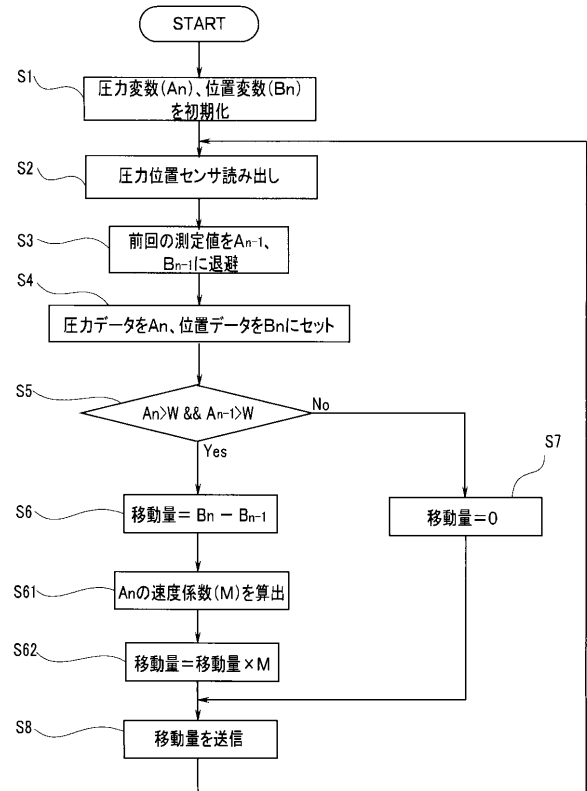 START
S1
圧力変数(An)、位置変数(Bn)
を初期化
S2
圧力位置センサ読み出し
S3
前回の測定値をAn-1、
Bn-1に退避
S4
圧力データをAn、位置データをBnにセット
S5
An>W && An-1>W
No
Yes
S6
移動量= Bn - Bn-1
S7
移動量=0
S61
Anの速度係数(M)を算出
S62
移動量=移動量×M
S8
移動量を送信